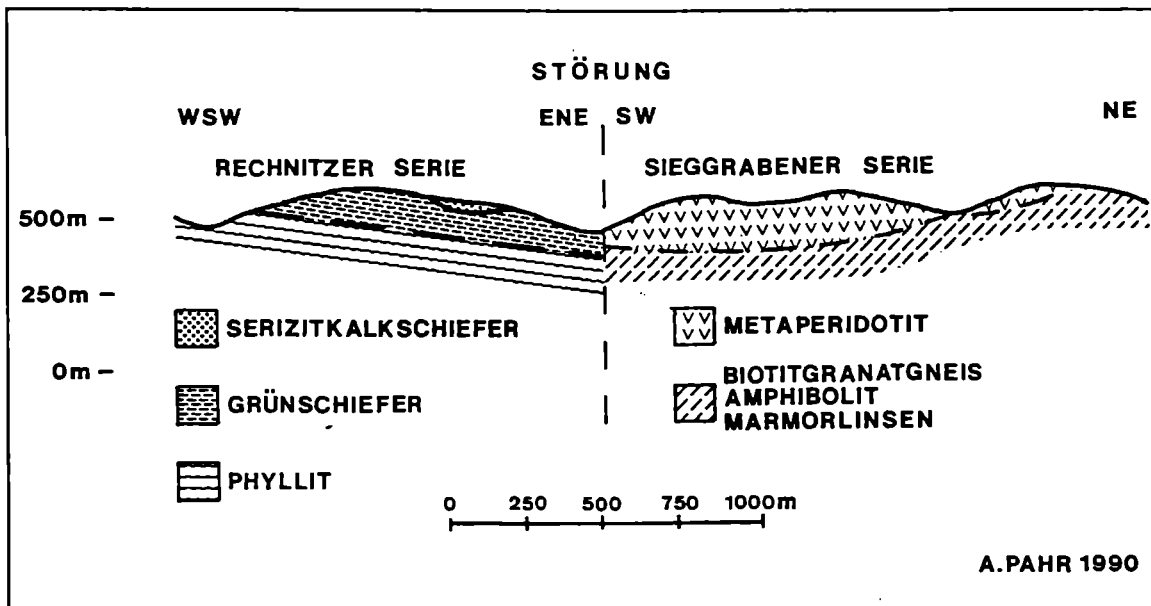 STÖRUNG
WSW ENE SW NE
RECHNITZER SERIE SIEGGRABENER SERIE
500m –
250m –
0m –
SERIZITKALKSCHIEFER
GRÜNSCHIEFER
PHYLLIT
METAPERIDOTIT
BIOTITGRANATGNEIS
AMPHIBOLIT
MARMORLINSEN
0 250 500 750 1000m
A.PAHR 1990